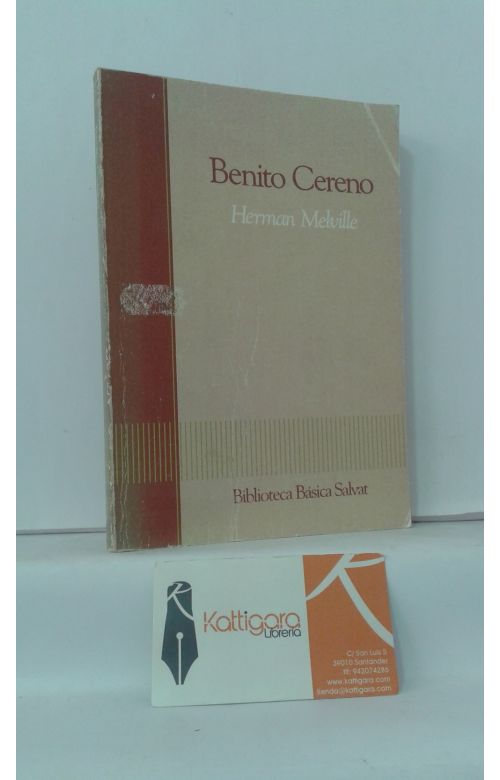 Benito Cereno
Herman Melville
Biblioteca Básica Salvat
Kattigara
Librería
C/ San Luis 5
39010 Santander
Tlf: 942074286
www.kattigara.com
tienda@kattigara.com